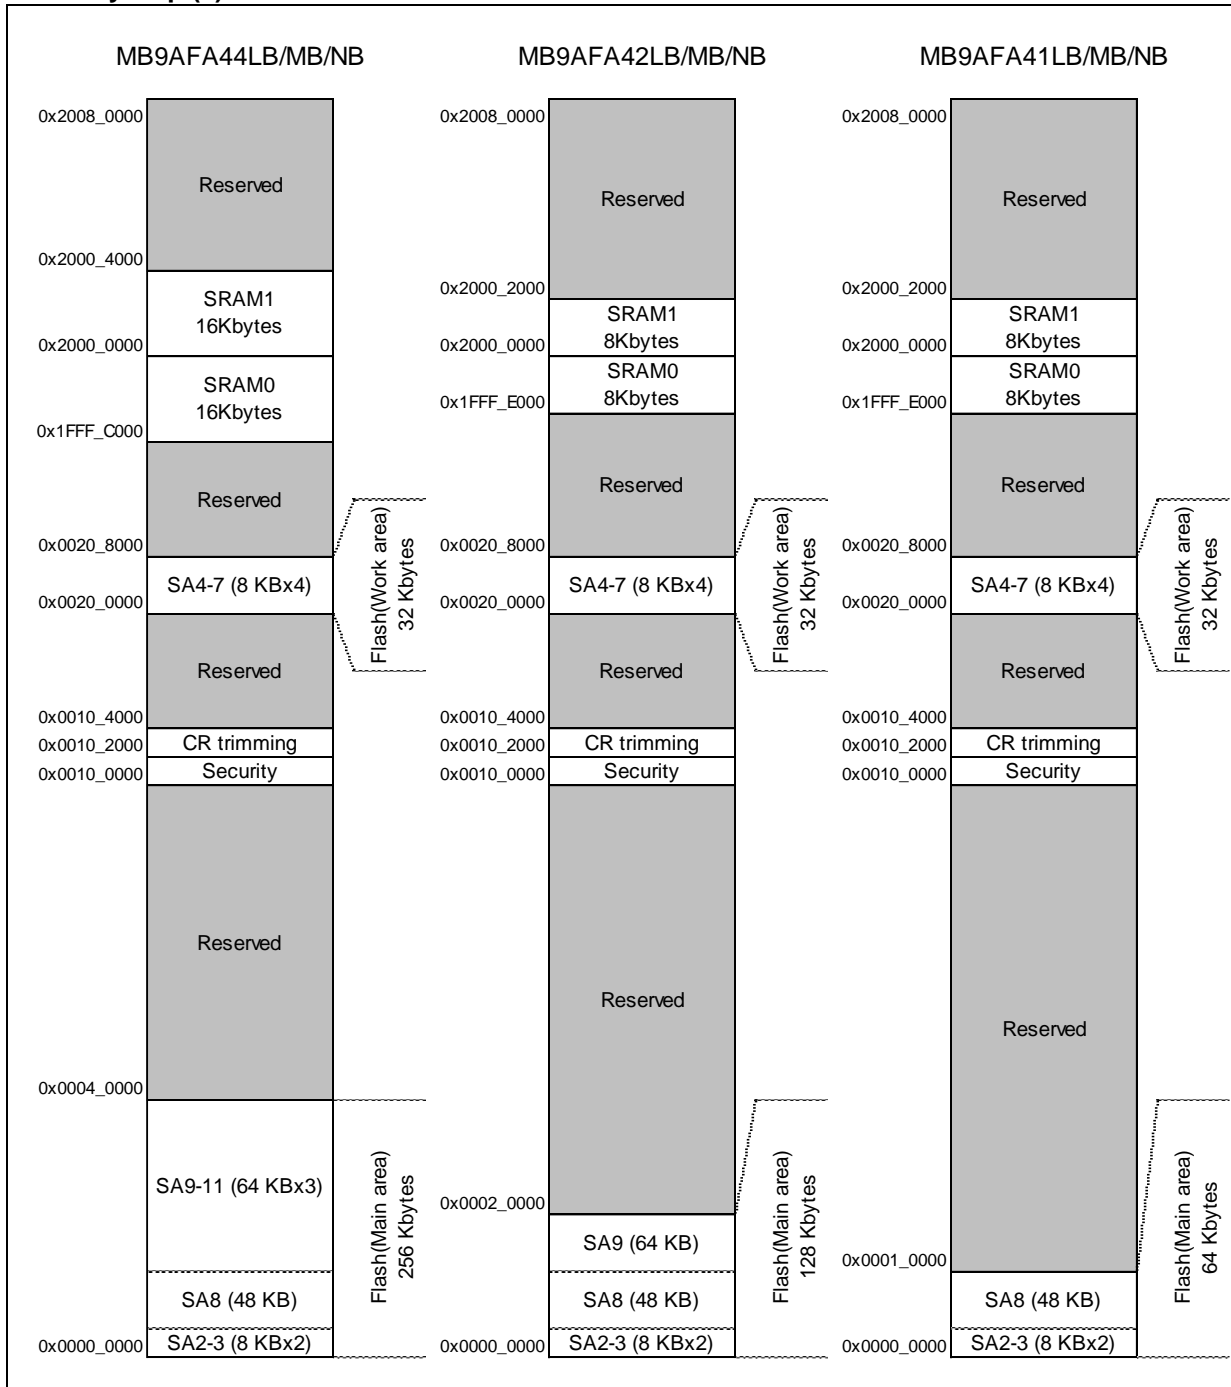 MB9AFA44LB/MB/NB
0x2008_0000
Reserved
0x2000_4000
SRAM1
16Kbytes
0x2000_0000
SRAM0
16Kbytes
0x1FFF_C000
Reserved
0x0020_8000
SA4-7 (8 KBx4)
0x0020_0000
Flash(Work area)
32 Kbytes
Reserved
0x0010_4000
CR trimming
0x0010_2000
Security
0x0010_0000
Reserved
0x0004_0000
SA9-11 (64 KBx3)
Flash(Main area)
256 Kbytes
SA8 (48 KB)
SA2-3 (8 KBx2)
0x0000_0000
MB9AFA42LB/MB/NB
0x2008_0000
Reserved
0x2000_2000
SRAM1
8Kbytes
0x2000_0000
SRAM0
8Kbytes
0x1FFF_E000
Reserved
0x0020_8000
SA4-7 (8 KBx4)
0x0020_0000
Flash(Work area)
32 Kbytes
Reserved
0x0010_4000
CR trimming
0x0010_2000
Security
0x0010_0000
Reserved
0x0002_0000
SA9 (64 KB)
Flash(Main area)
128 Kbytes
SA8 (48 KB)
SA2-3 (8 KBx2)
0x0000_0000
MB9AFA41LB/MB/NB
0x2008_0000
Reserved
0x2000_2000
SRAM1
8Kbytes
0x2000_0000
SRAM0
8Kbytes
0x1FFF_E000
Reserved
0x0020_8000
SA4-7 (8 KBx4)
0x0020_0000
Flash(Work area)
32 Kbytes
Reserved
0x0010_4000
CR trimming
0x0010_2000
Security
0x0010_0000
Reserved
0x0001_0000
Flash(Main area)
64 Kbytes
SA8 (48 KB)
SA2-3 (8 KBx2)
0x0000_0000